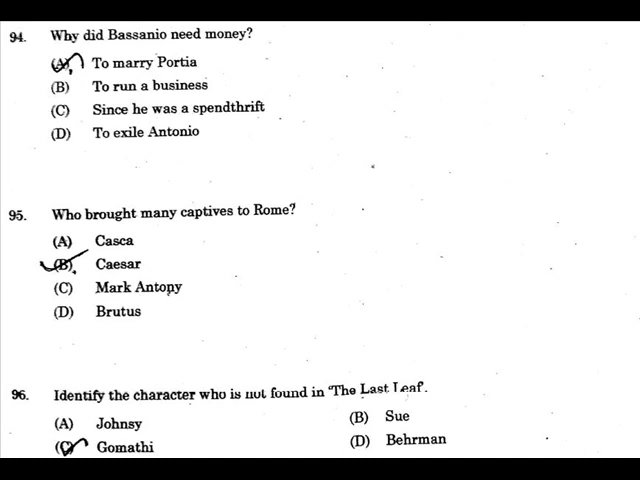 94. Why did Bassanio need money?
(A) To marry Portia
(B) To run a business
(C) Since he was a spendthrift
(D) To exile Antonio
95. Who brought many captives to Rome?
(A) Casca
(B) Caesar
(C) Mark Antony
(D) Brutus
96. Identify the character who is not found in 'The Last Leaf'.
(A) Johnsy (B) Sue
(C) Gomathi (D) Behrman